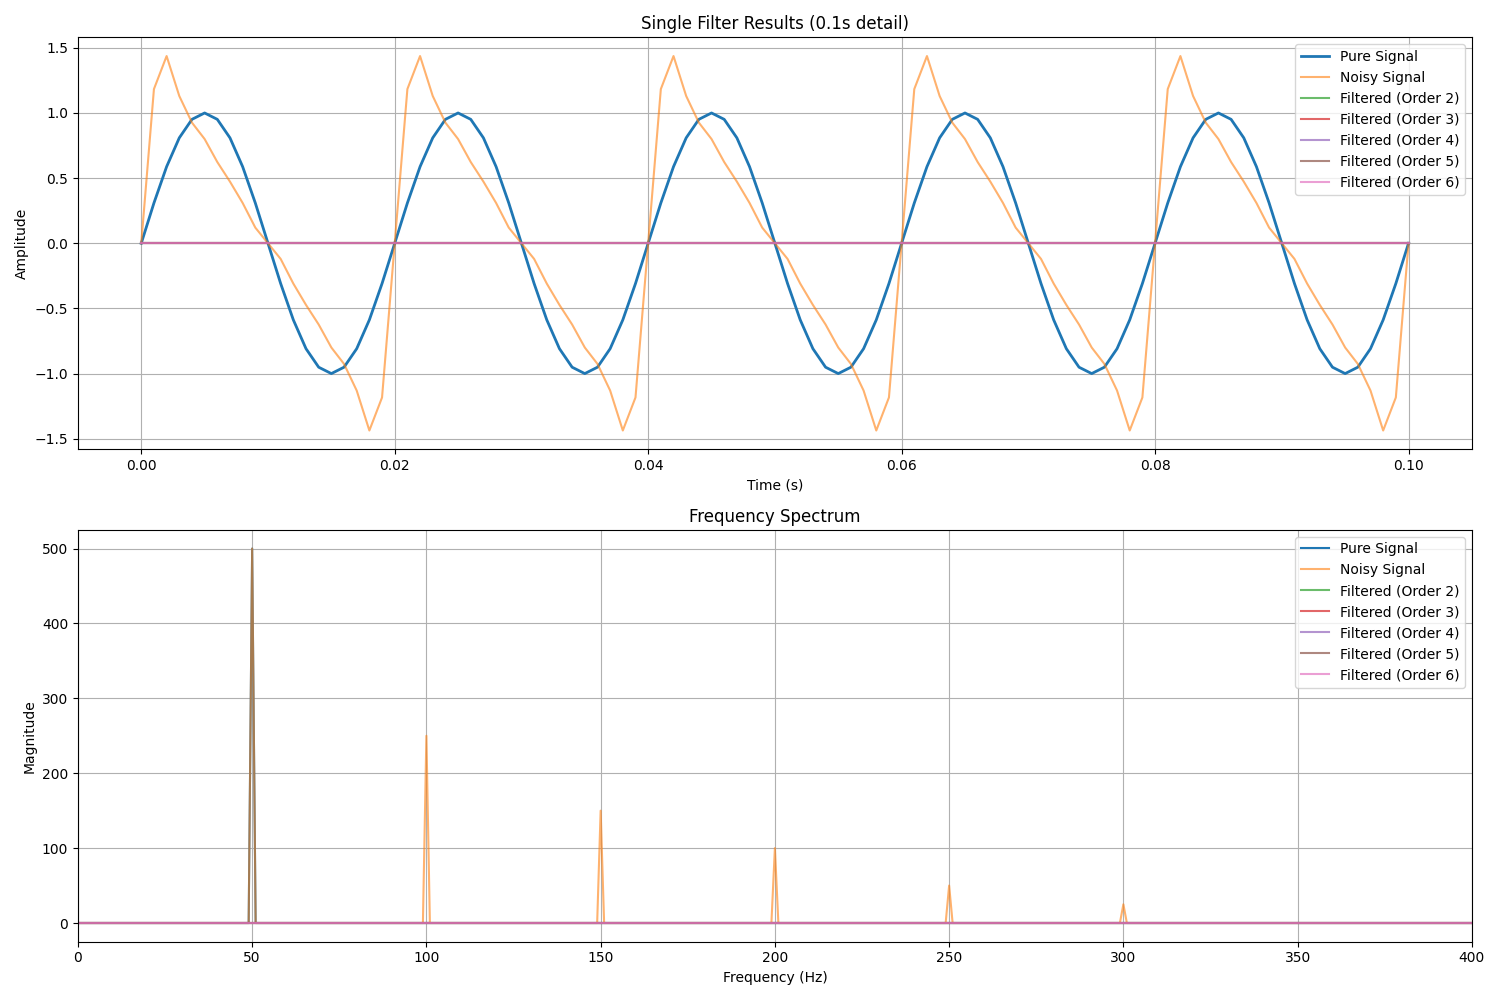 Single Filter Results (0.1s detail)
1.5
1.0
0.5
0.0
−0.5
−1.0
−1.5
Amplitude
Pure Signal
Noisy Signal
Filtered (Order 2)
Filtered (Order 3)
Filtered (Order 4)
Filtered (Order 5)
Filtered (Order 6)
0.00 0.02 0.04 0.06 0.08 0.10
Time (s)
Frequency Spectrum
500
400
300
200
100
0
Magnitude
Pure Signal
Noisy Signal
Filtered (Order 2)
Filtered (Order 3)
Filtered (Order 4)
Filtered (Order 5)
Filtered (Order 6)
0 50 100 150 200 250 300 350 400
Frequency (Hz)